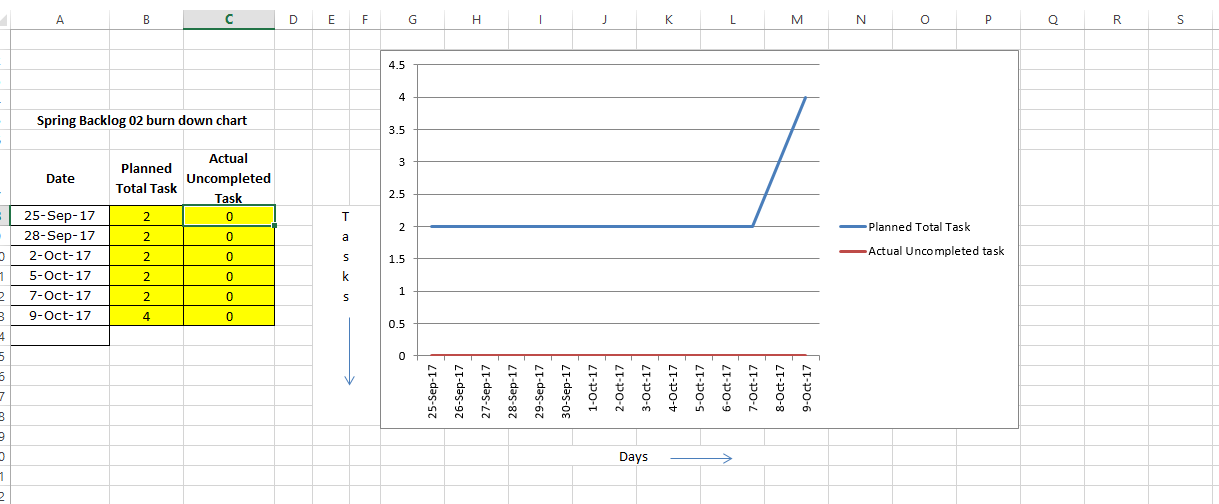 A B C D E F G H I J K L M N O P Q R S
Spring Backlog 02 burn down chart
Date Planned Total Task Actual Uncompleted Task
25-Sep-17 2 0
28-Sep-17 2 0
2-Oct-17 2 0
5-Oct-17 2 0
7-Oct-17 2 0
9-Oct-17 4 0
T
a
s
k
s
4.5
4
3.5
3
2.5
2
1.5
1
0.5
0
25-Sep-17
26-Sep-17
27-Sep-17
28-Sep-17
29-Sep-17
30-Sep-17
1-Oct-17
2-Oct-17
3-Oct-17
4-Oct-17
5-Oct-17
6-Oct-17
7-Oct-17
8-Oct-17
9-Oct-17
Planned Total Task
Actual Uncompleted task
Days